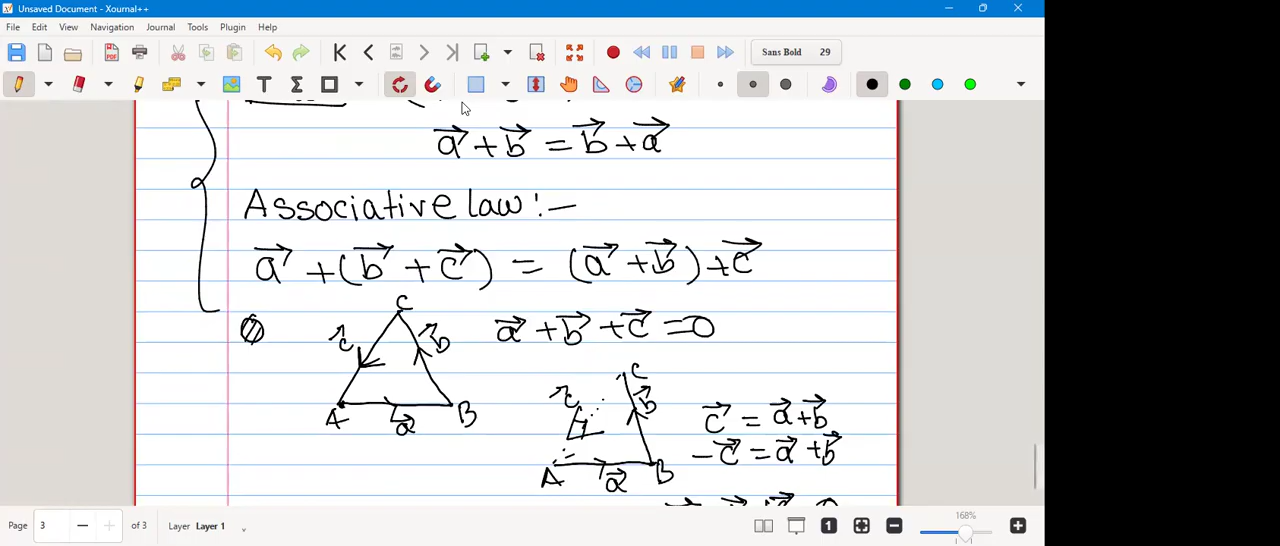 Unsaved Document - Xournal++
File Edit View Navigation Journal Tools Plugin Help
Sans Bold 29
a⃗ + b⃗ = b⃗ + a⃗
Associative law :-
a⃗ + (b⃗ + c⃗) = (a⃗ + b⃗) + c⃗
C
c⃗ b⃗ a⃗ + b⃗ + c⃗ = 0
A a⃗ B
C
c⃗ b⃗ c⃗ = a⃗ + b⃗
-c⃗ = a⃗ + b⃗
A a⃗ B
Page 3 of 3 Layer Layer 1 168%